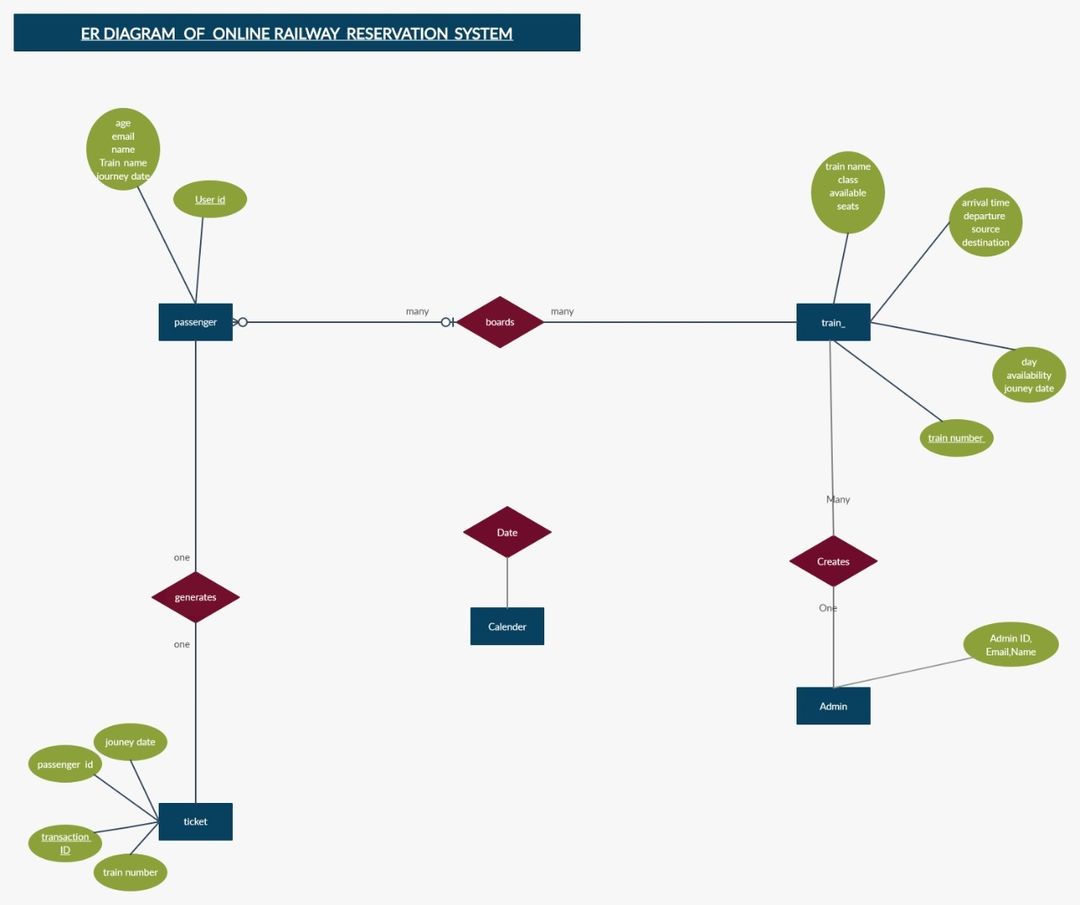 ER DIAGRAM OF ONLINE RAILWAY RESERVATION SYSTEM
age
email
name
Train name
journey date
User id
train name
class
available
seats
arrival time
departure
source
destination
passenger
many
boards
many
train_
day
availability
jouney date
train number
Many
Date
Creates
one
generates
one
One
Calender
Admin ID,
Email,Name
Admin
jouney date
passenger id
ticket
transaction
ID
train number